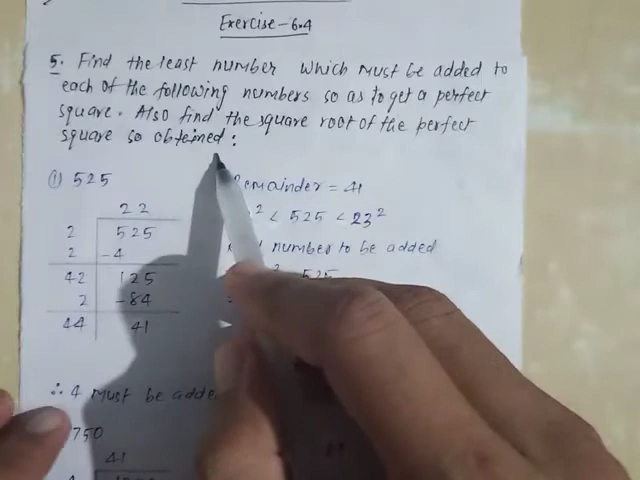 Exercise-6.4
5. Find the least number which must be added to
each of the following numbers so as to get a perfect
square. Also find the square root of the perfect
square so obtained:
① 525
Remainder = 41
22
2 525
2 -4
42 125
2 -84
44 41
² < 525 < 23²
number to be added
525
∴ 4 must be adde
750
41